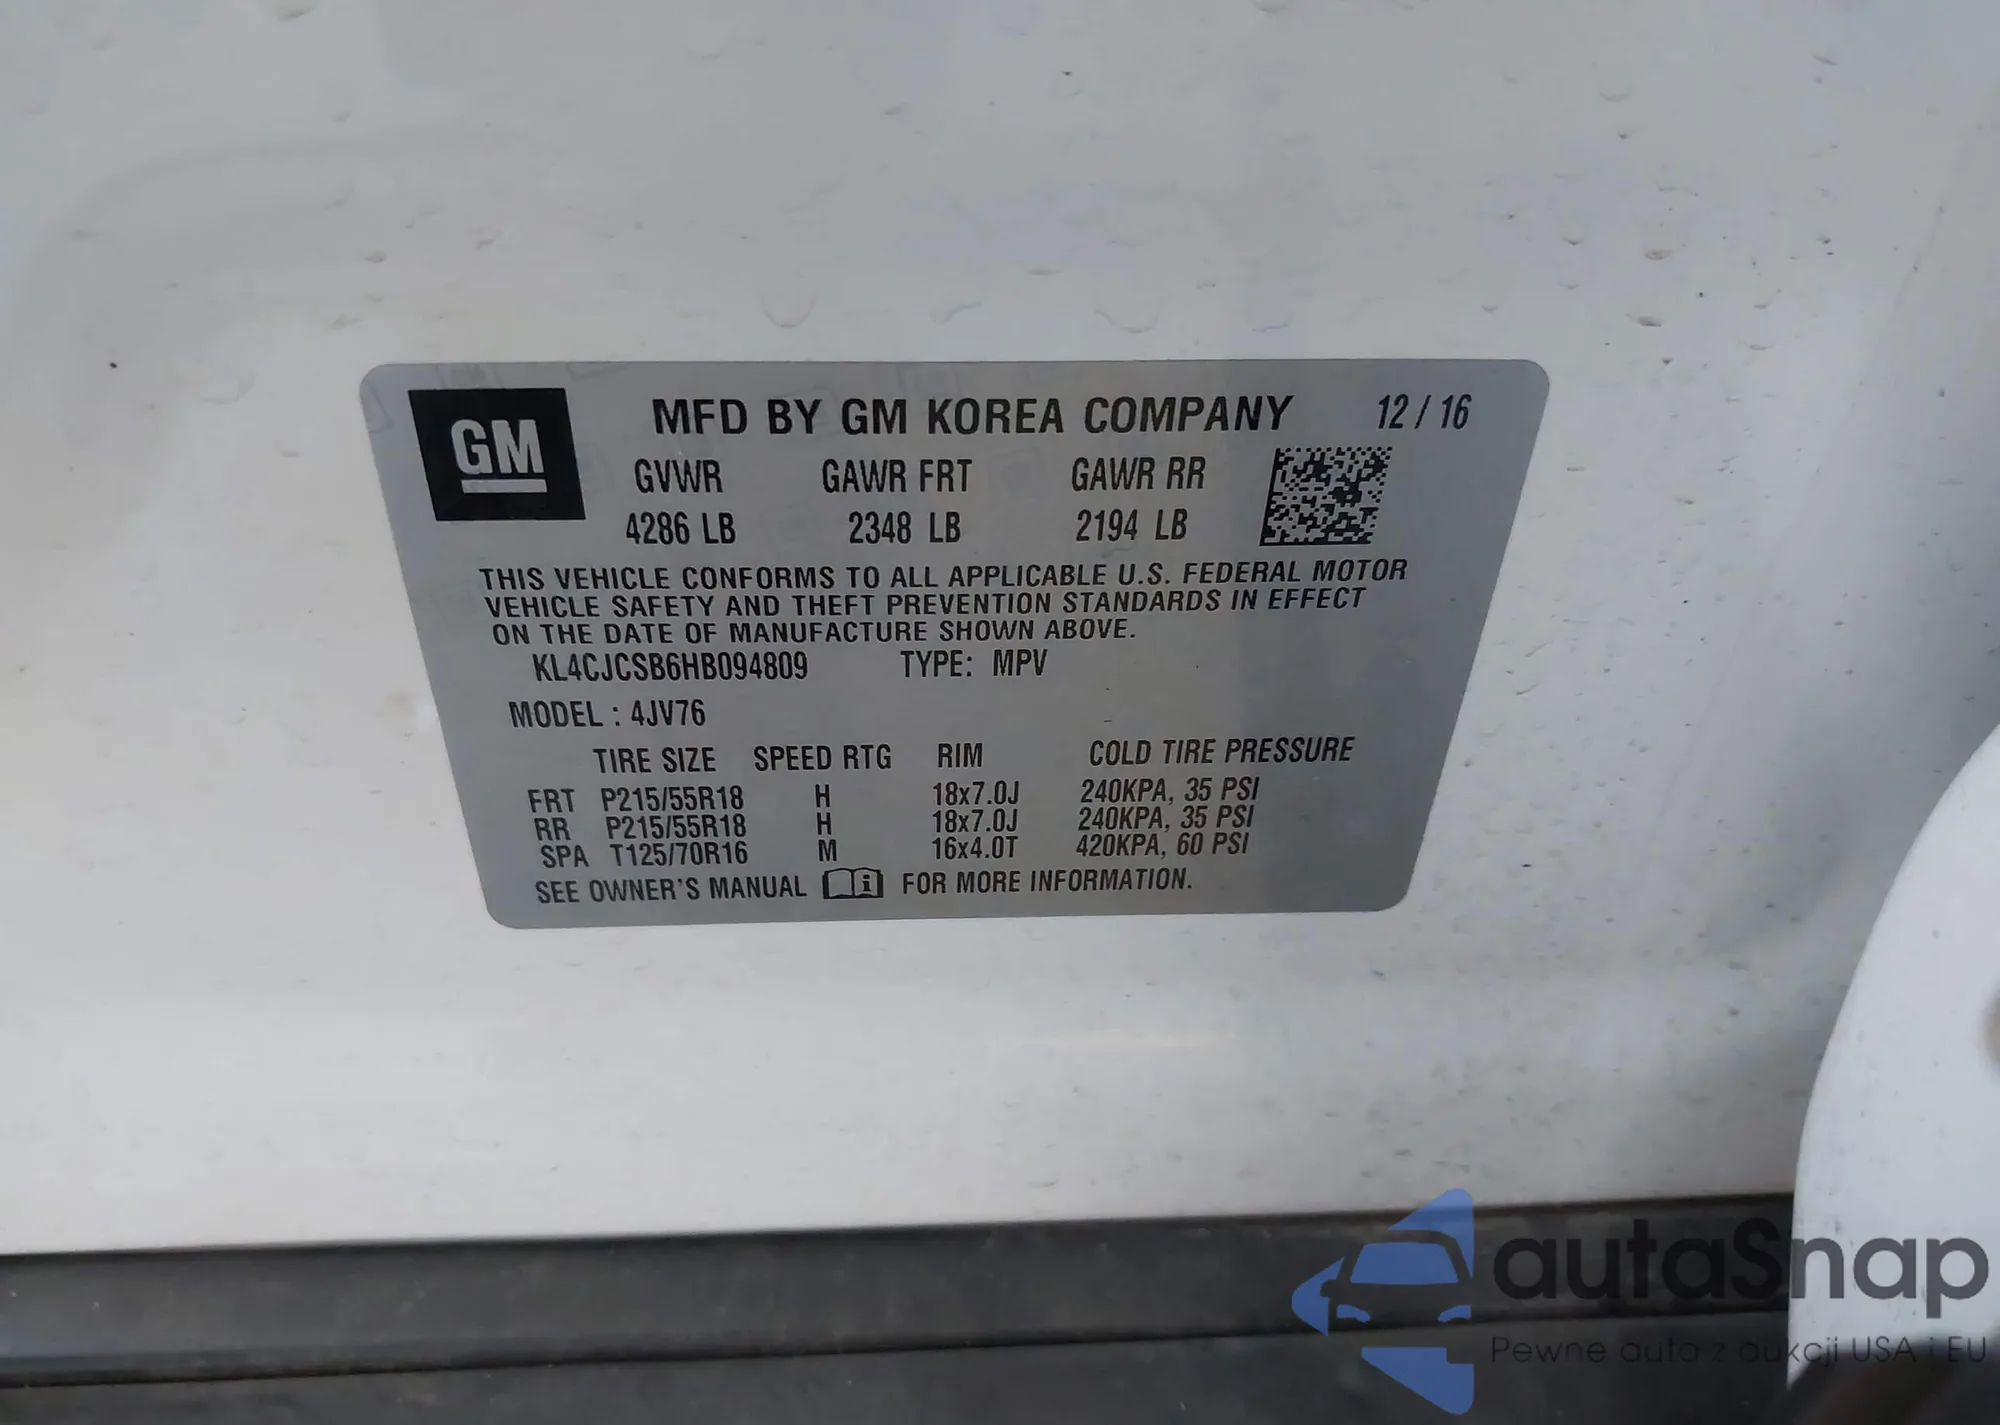 GM
MFD BY GM KOREA COMPANY 12 / 16
GVWR GAWR FRT GAWR RR
4286 LB 2348 LB 2194 LB
THIS VEHICLE CONFORMS TO ALL APPLICABLE U.S. FEDERAL MOTOR
VEHICLE SAFETY AND THEFT PREVENTION STANDARDS IN EFFECT
ON THE DATE OF MANUFACTURE SHOWN ABOVE.
KL4CJCSB6HB094809 TYPE: MPV
MODEL : 4JV76
TIRE SIZE SPEED RTG RIM COLD TIRE PRESSURE
FRT P215/55R18 H 18x7.0J 240KPA, 35 PSI
RR P215/55R18 H 18x7.0J 240KPA, 35 PSI
SPA T125/70R16 M 16x4.0T 420KPA, 60 PSI
SEE OWNER'S MANUAL i FOR MORE INFORMATION.
autaSnap
Pewne auta z aukcji USA i EU